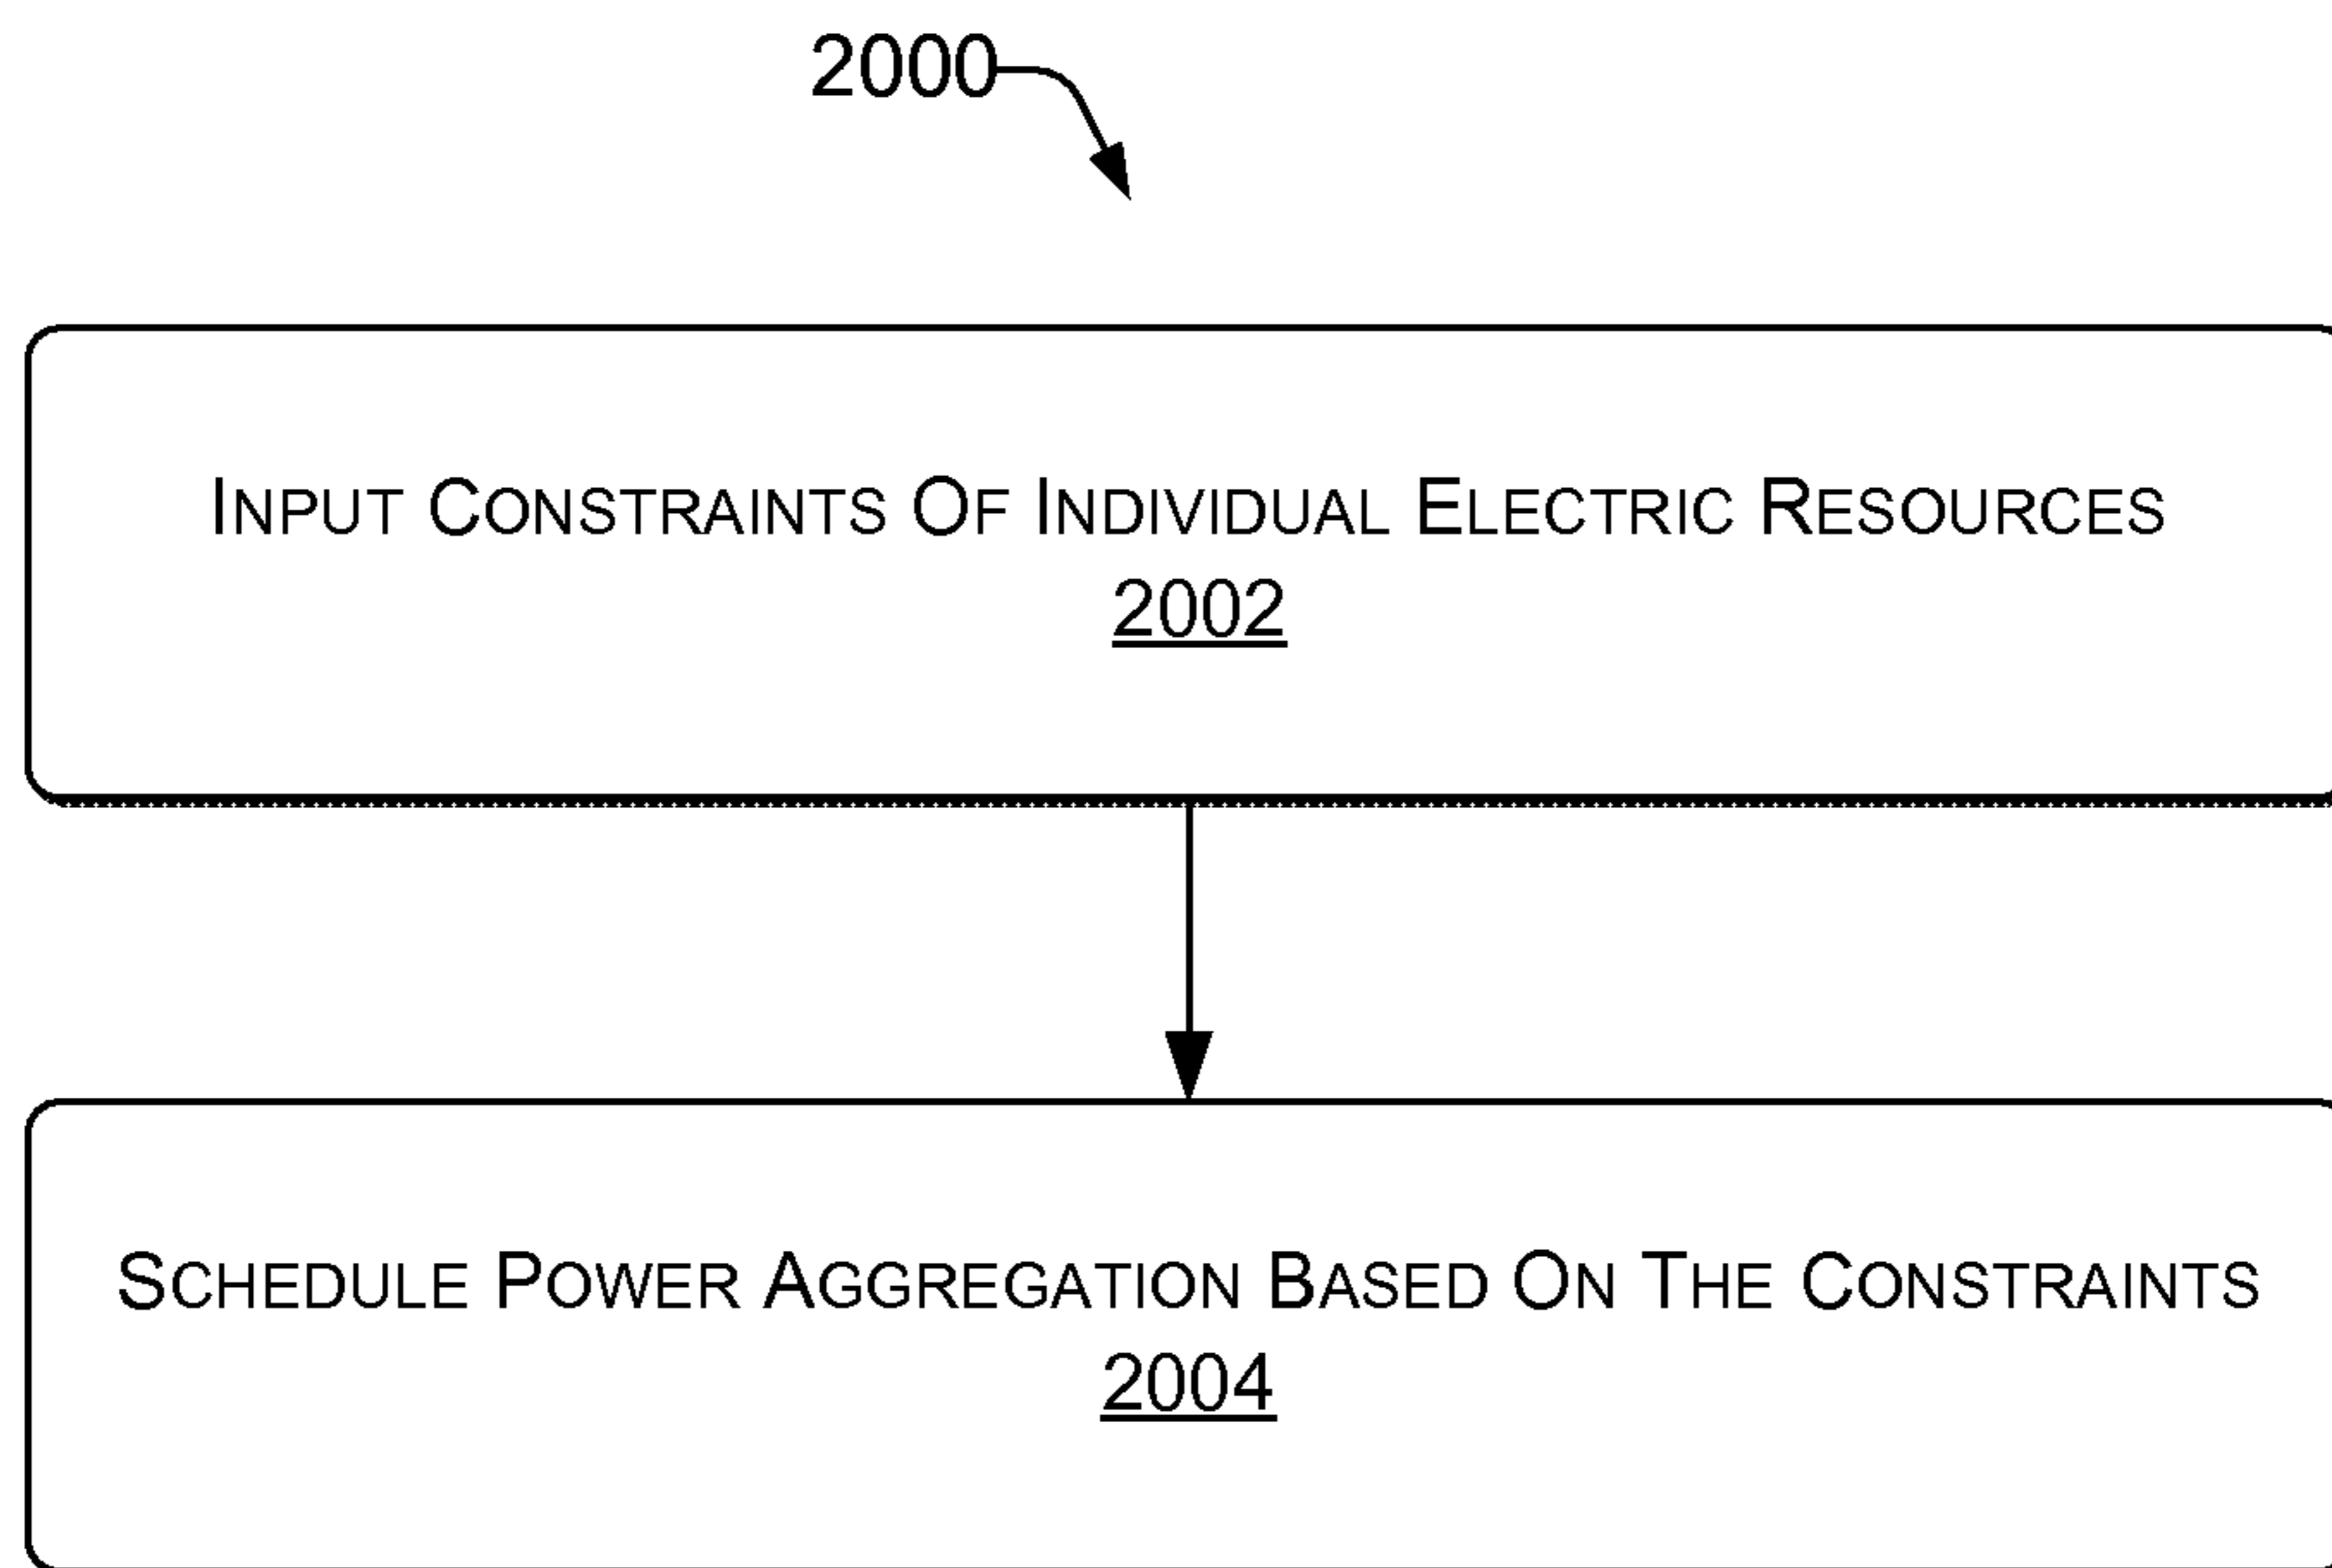 2000
INPUT CONSTRAINTS OF INDIVIDUAL ELECTRIC RESOURCES
2002
SCHEDULE POWER AGGREGATION BASED ON THE CONSTRAINTS
2004